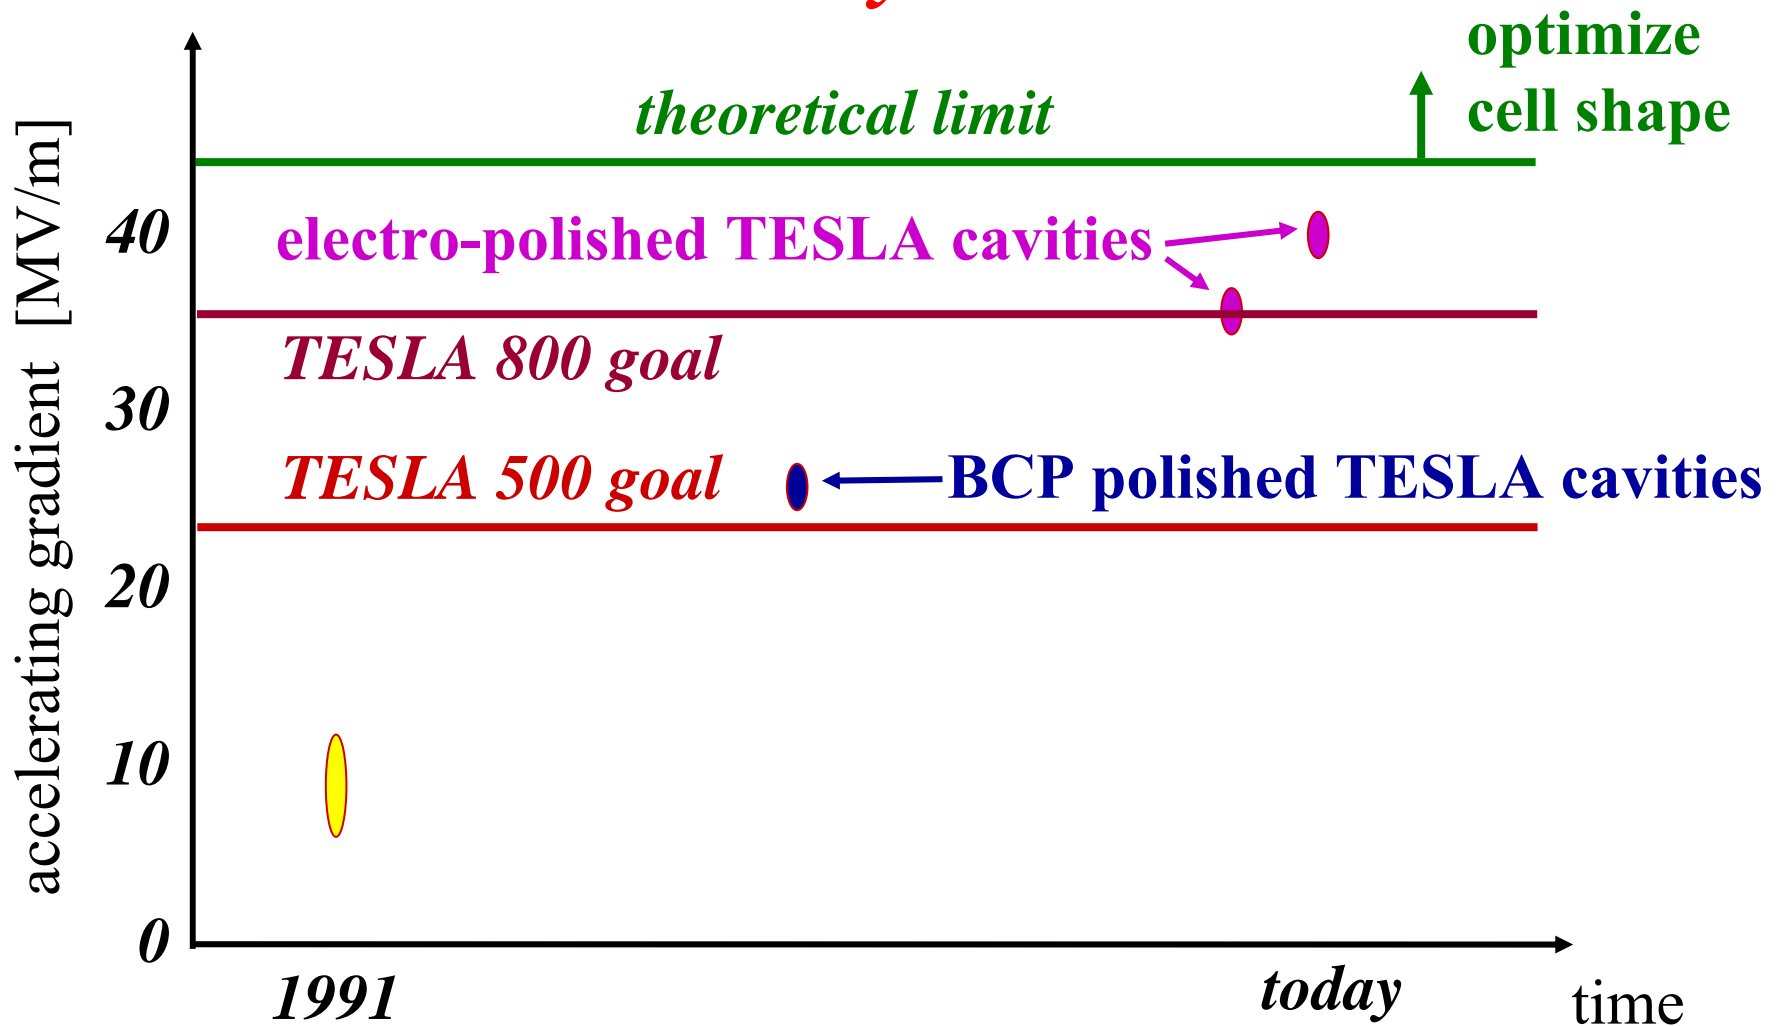 optimize
cell shape
theoretical limit
accelerating gradient [MV/m]
40
electro-polished TESLA cavities
TESLA 800 goal
30
TESLA 500 goal
BCP polished TESLA cavities
20
10
0
1991
today
time